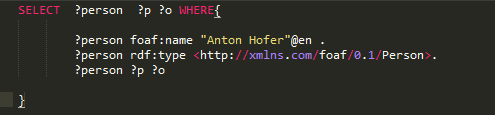 SELECT ?person ?p ?o WHERE{
?person foaf:name "Anton Hofer"@en .
?person rdf:type <http://xmlns.com/foaf/0.1/Person>.
?person ?p ?o
}